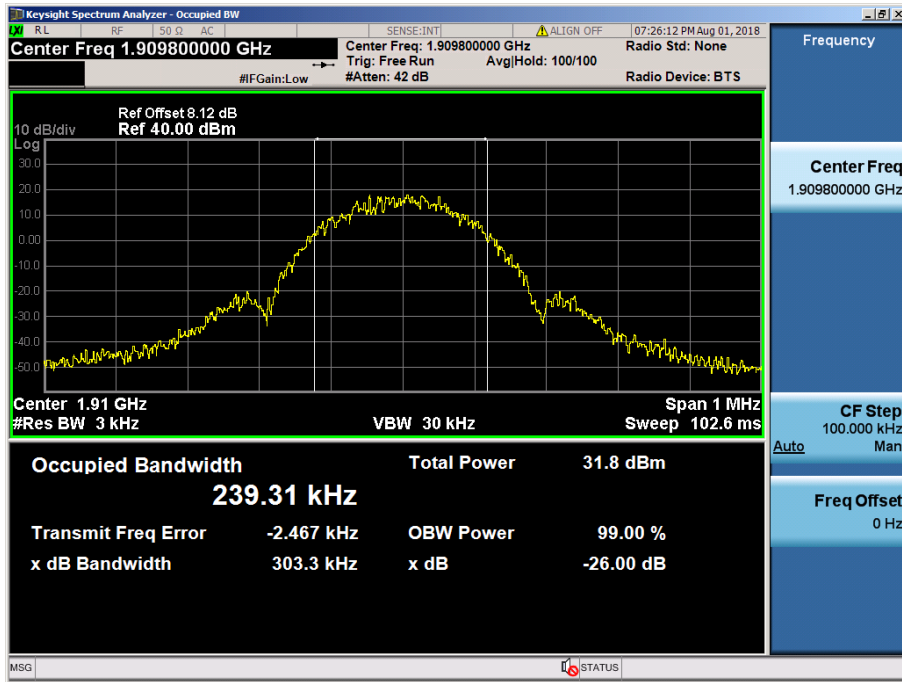 Keysight Spectrum Analyzer - Occupied BW
LXI RL RF 50 Ω AC SENSE:INT ALIGN OFF 07:26:12 PM Aug 01, 2018
Center Freq 1.909800000 GHz
Center Freq: 1.909800000 GHz Radio Std: None
Trig: Free Run Avg|Hold: 100/100
#IFGain:Low #Atten: 42 dB Radio Device: BTS
Ref Offset 8.12 dB
10 dB/div Ref 40.00 dBm
Log
30.0
20.0
10.0
0.00
-10.0
-20.0
-30.0
-40.0
-50.0
Center 1.91 GHz Span 1 MHz
#Res BW 3 kHz VBW 30 kHz Sweep 102.6 ms
Occupied Bandwidth Total Power 31.8 dBm
239.31 kHz
Transmit Freq Error -2.467 kHz OBW Power 99.00 %
x dB Bandwidth 303.3 kHz x dB -26.00 dB
MSG STATUS
Frequency
Center Freq
1.909800000 GHz
CF Step
100.000 kHz
Auto Man
Freq Offset
0 Hz